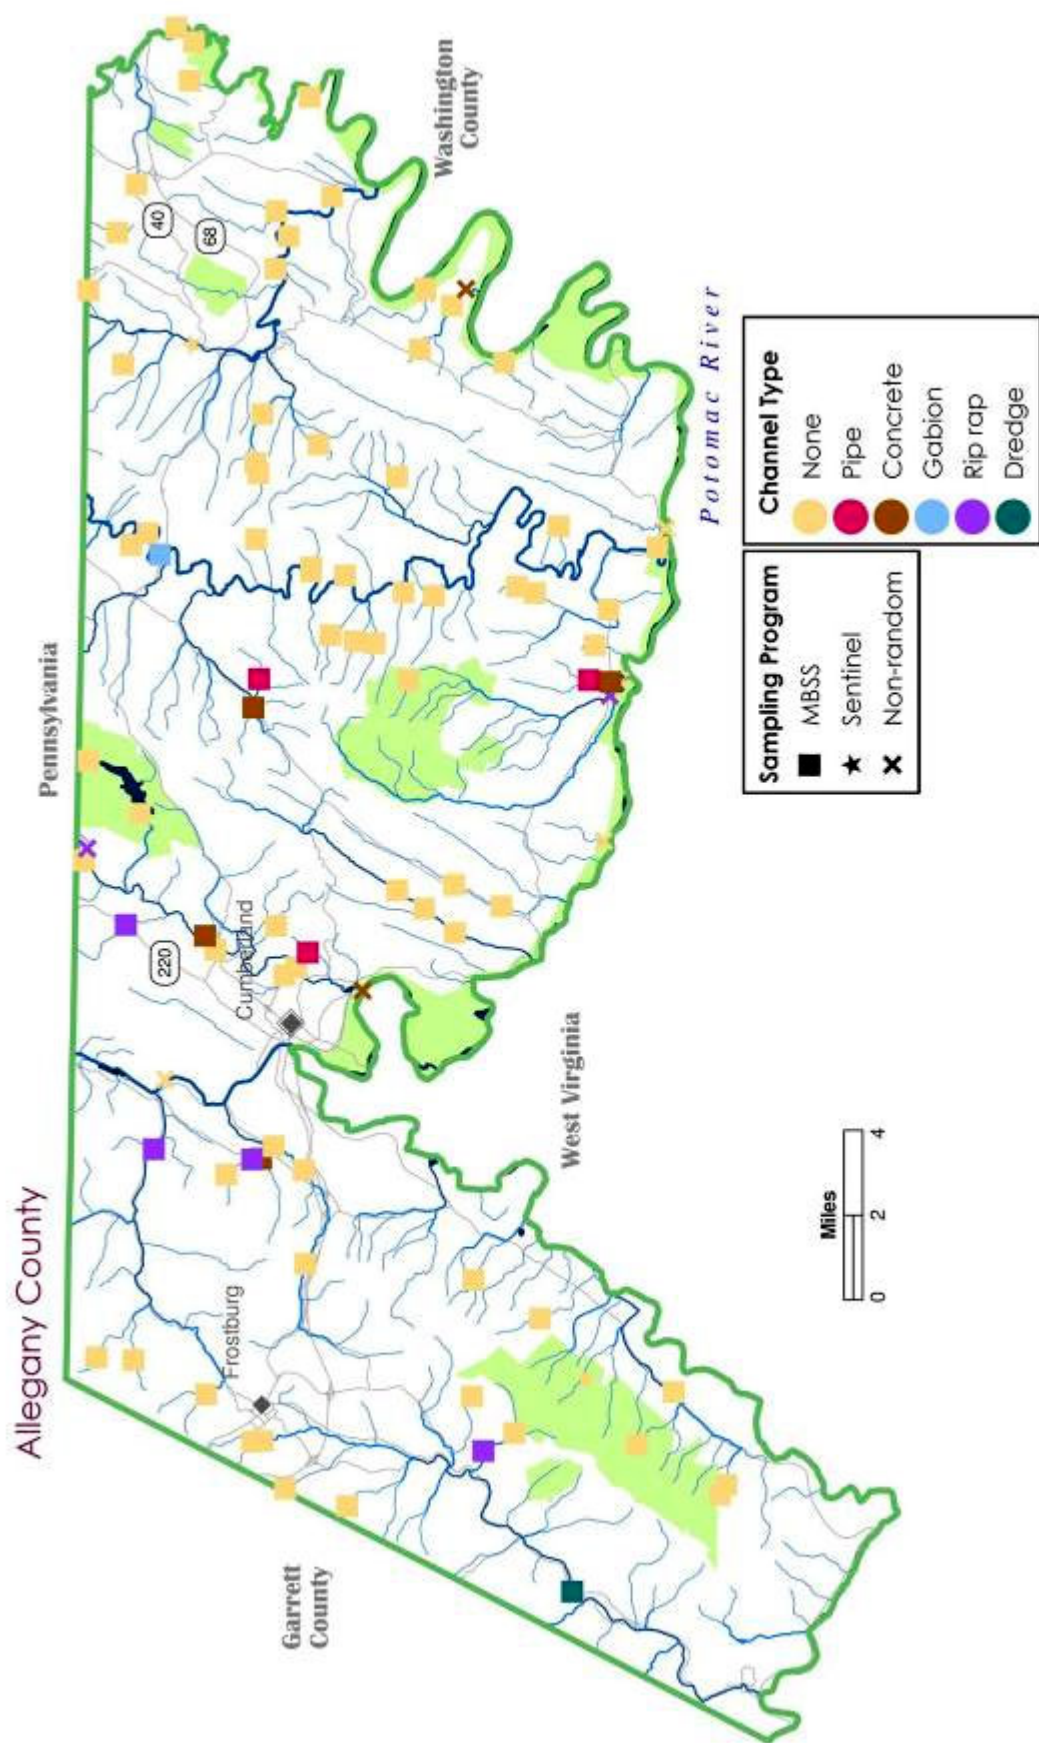 Allegany County
Pennsylvania
Garrett
County
Frostburg
220
Cumberland
40
68
Washington
County
West Virginia
Potomac River
Miles
0
2
4
Sampling Program
MBSS
Sentinel
Non-random
Channel Type
None
Pipe
Concrete
Gabion
Rip rap
Dredge